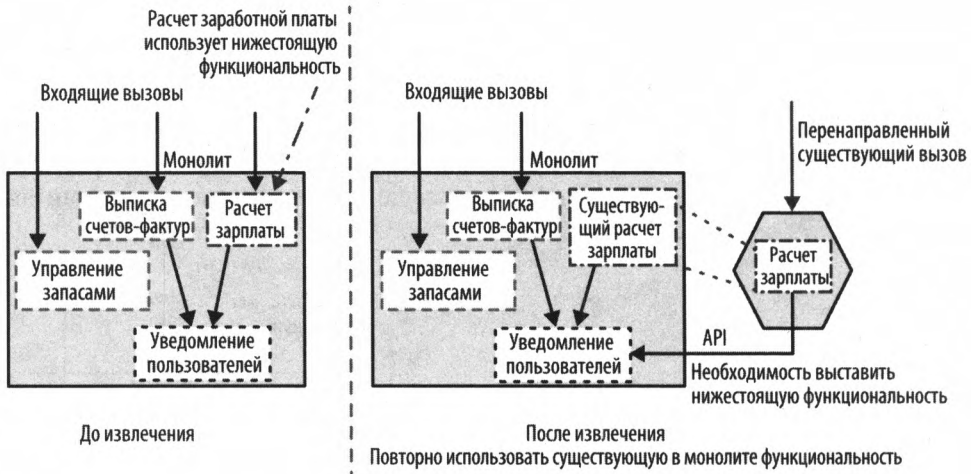 Расчет заработной платы
использует нижестоящую
функциональность
Входящие вызовы
Монолит
Выписка
счетов-фактур
Расчет
зарплаты
Управление
запасами
Уведомление
пользователей
До извлечения
Входящие вызовы
Монолит
Выписка
счетов-фактур
Существую-
щий расчет
зарплаты
Управление
запасами
Уведомление
пользователей
Перенаправленный
существующий вызов
Расчет
зарплаты
API
Необходимость выставить
нижестоящую функциональность
После извлечения
Повторно использовать существующую в монолите функциональность